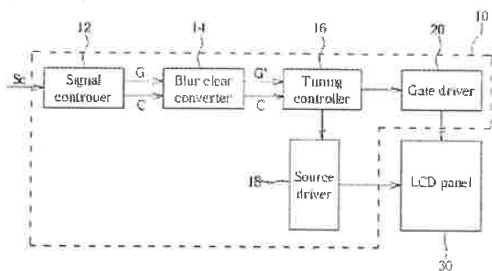 12
14
16
20
10
Sc
Signal
controuer
G
C
Blur clear
converter
G'
C
Tuning
controller
Gate driver
18
Source
driver
LCD panel
30